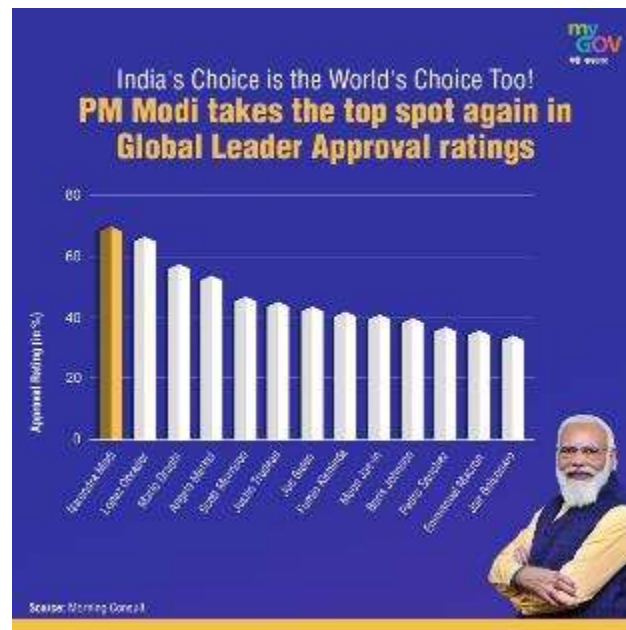 my
GOV
मेरी सरकार
India's Choice is the World's Choice Too!
PM Modi takes the top spot again in
Global Leader Approval ratings
80
60
40
20
0
Approval Rating (in %)
Narendra Modi
Lopez Obrador
Mario Draghi
Angela Merkel
Scott Morrison
Justin Trudeau
Joe Biden
Fumio Kishida
Moon Jae-in
Boris Johnson
Pedro Sanchez
Emmanuel Macron
Jair Bolsonaro
Source: Morning Consult